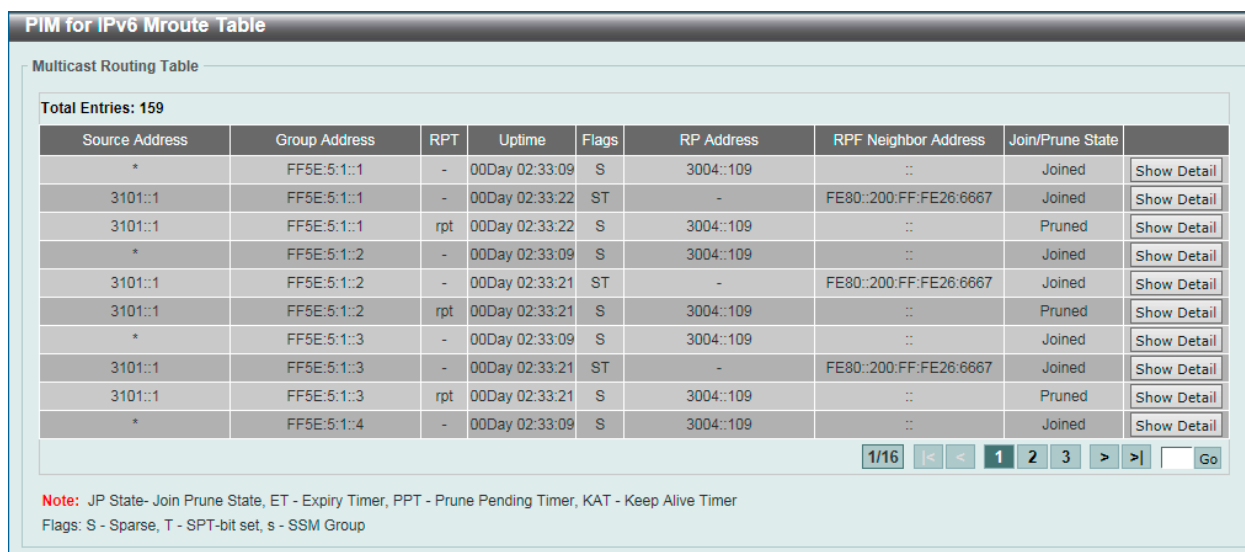 PIM for IPv6 Mroute Table
Multicast Routing Table
Total Entries: 159
Source Address Group Address RPT Uptime Flags RP Address RPF Neighbor Address Join/Prune State
* FF5E:5:1::1 - 00Day 02:33:09 S 3004::109 :: Joined Show Detail
3101::1 FF5E:5:1::1 - 00Day 02:33:22 ST - FE80::200:FF:FE26:6667 Joined Show Detail
3101::1 FF5E:5:1::1 rpt 00Day 02:33:22 S 3004::109 :: Pruned Show Detail
* FF5E:5:1::2 - 00Day 02:33:09 S 3004::109 :: Joined Show Detail
3101::1 FF5E:5:1::2 - 00Day 02:33:21 ST - FE80::200:FF:FE26:6667 Joined Show Detail
3101::1 FF5E:5:1::2 rpt 00Day 02:33:21 S 3004::109 :: Pruned Show Detail
* FF5E:5:1::3 - 00Day 02:33:09 S 3004::109 :: Joined Show Detail
3101::1 FF5E:5:1::3 - 00Day 02:33:21 ST - FE80::200:FF:FE26:6667 Joined Show Detail
3101::1 FF5E:5:1::3 rpt 00Day 02:33:21 S 3004::109 :: Pruned Show Detail
* FF5E:5:1::4 - 00Day 02:33:09 S 3004::109 :: Joined Show Detail
1/16 |< < 1 2 3 > >| Go
Note: JP State- Join Prune State, ET - Expiry Timer, PPT - Prune Pending Timer, KAT - Keep Alive Timer
Flags: S - Sparse, T - SPT-bit set, s - SSM Group